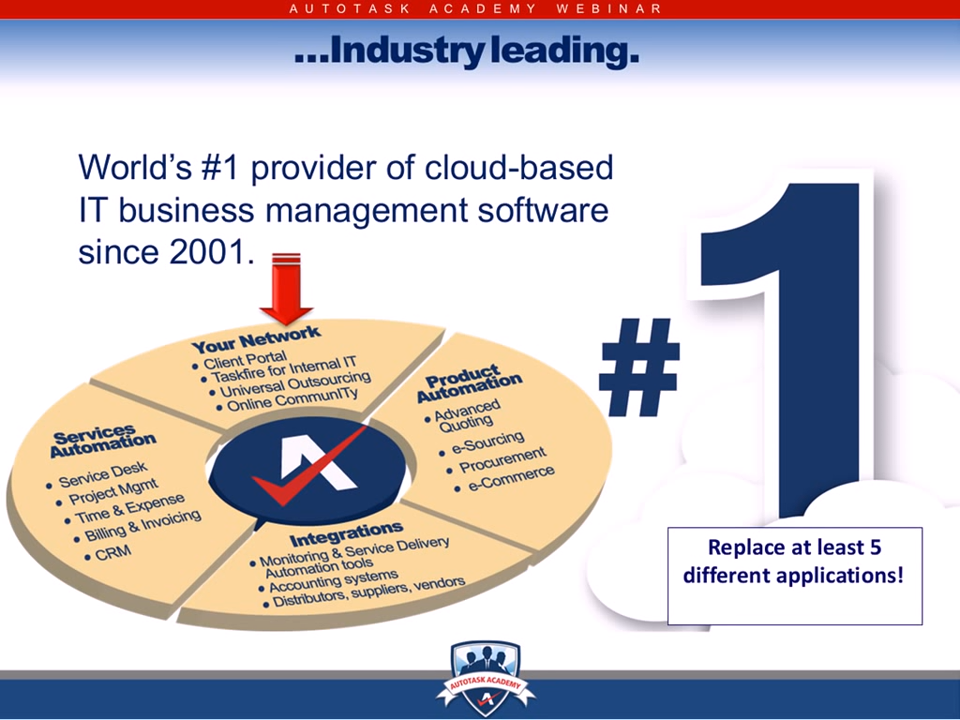 AUTOTASK ACADEMY WEBINAR
...Industry leading.
World's #1 provider of cloud-based
IT business management software
since 2001.
Your Network
• Client Portal
• Taskfire for Internal IT
• Universal Outsourcing
• Online CommunITy
Product
Automation
• Advanced
Quoting
• e-Sourcing
• Procurement
• e-Commerce
Services
Automation
• Service Desk
• Project Mgmt
• Time & Expense
• Billing & Invoicing
• CRM
Integrations
• Monitoring & Service Delivery
Automation tools
• Accounting systems
• Distributors, suppliers, vendors
#1
Replace at least 5
different applications!
AUTOTASK ACADEMY